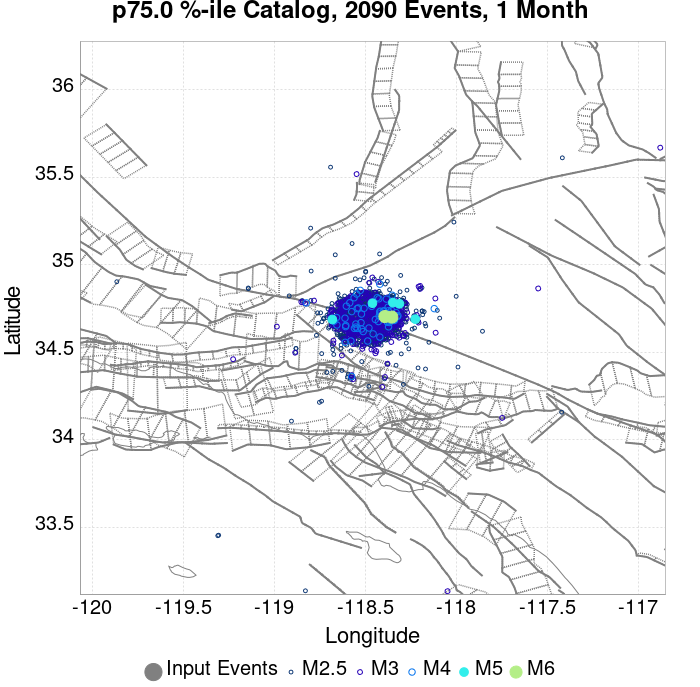 p75.0 %-ile Catalog, 2090 Events, 1 Month
36
35.5
35
34.5
34
33.5
Latitude
-120 -119.5 -119 -118.5 -118 -117.5 -117
Longitude
Input Events M2.5 M3 M4 M5 M6